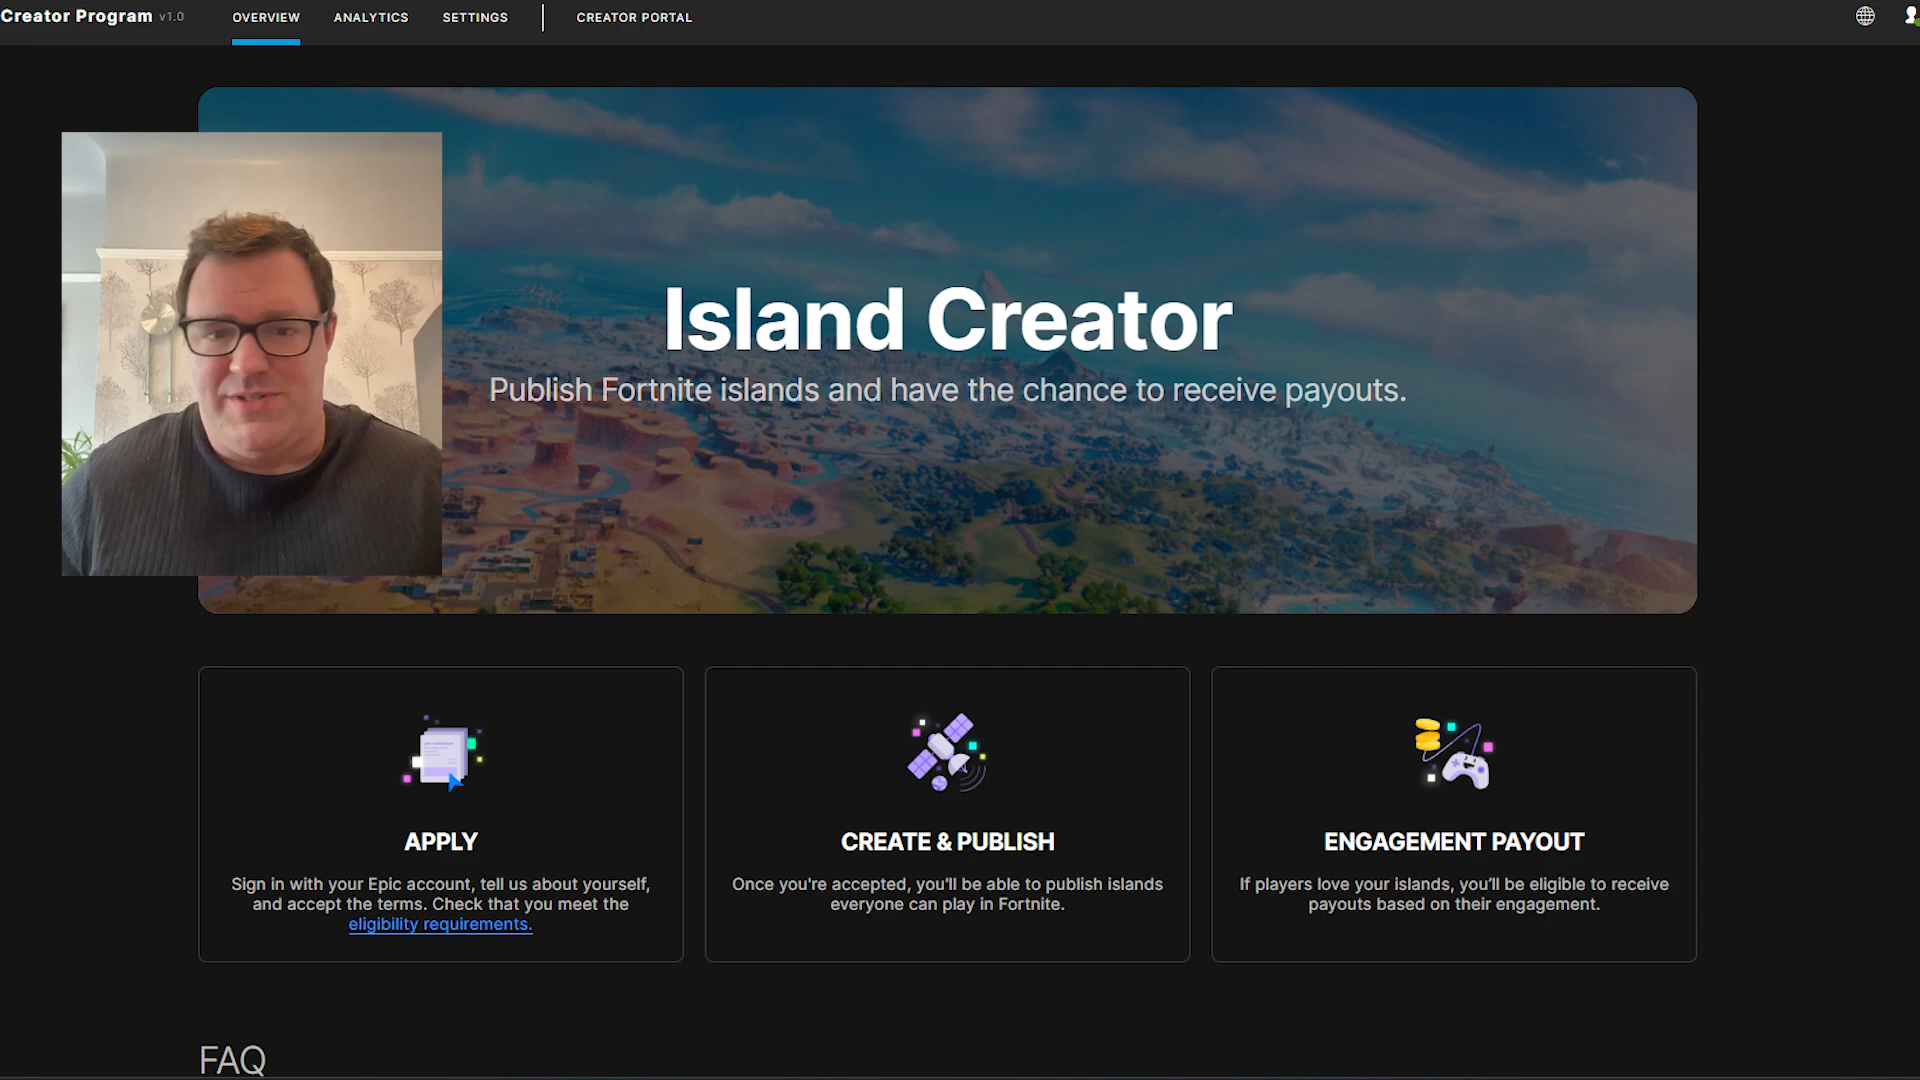 Creator Program v1.0
OVERVIEW
ANALYTICS
SETTINGS
CREATOR PORTAL
Island Creator
Publish Fortnite islands and have the chance to receive payouts.
APPLY
Sign in with your Epic account, tell us about yourself,
and accept the terms. Check that you meet the
eligibility requirements.
CREATE & PUBLISH
Once you're accepted, you'll be able to publish islands
everyone can play in Fortnite.
ENGAGEMENT PAYOUT
If players love your islands, you’ll be eligible to receive
payouts based on their engagement.
FAQ